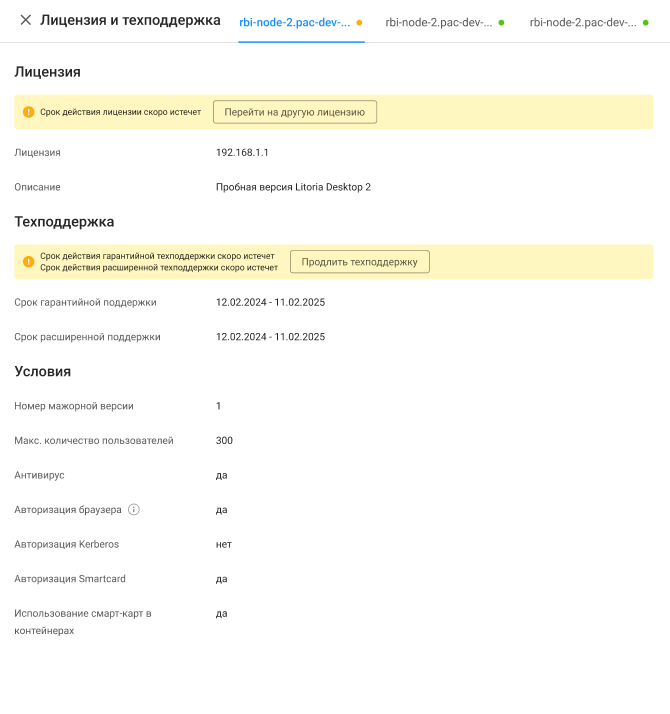 Лицензия и техподдержка
rbi-node-2.pac-dev-...
rbi-node-2.pac-dev-...
rbi-node-2.pac-dev-...
Лицензия
Срок действия лицензии скоро истечет
Перейти на другую лицензию
Лицензия 192.168.1.1
Описание Пробная версия Litoria Desktop 2
Техподдержка
Срок действия гарантийной техподдержки скоро истечет
Срок действия расширенной техподдержки скоро истечет
Продлить техподдержку
Срок гарантийной поддержки 12.02.2024 - 11.02.2025
Срок расширенной поддержки 12.02.2024 - 11.02.2025
Условия
Номер мажорной версии 1
Макс. количество пользователей 300
Антивирус да
Авторизация браузера да
Авторизация Kerberos нет
Авторизация Smartcard да
Использование смарт-карт в да
контейнерах